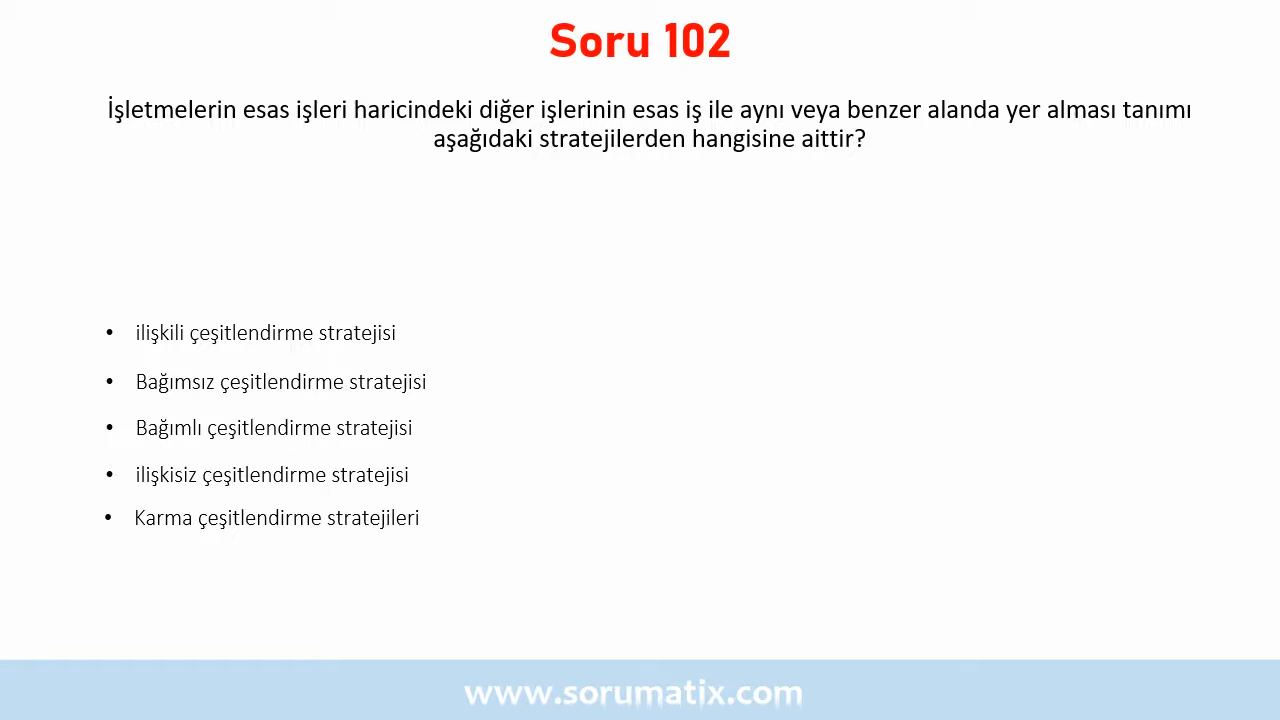 Soru 102
İşletmelerin esas işleri haricindeki diğer işlerinin esas iş ile aynı veya benzer alanda yer alması tanımı
aşağıdaki stratejilerden hangisine aittir?
• ilişkili çeşitlendirme stratejisi
• Bağımsız çeşitlendirme stratejisi
• Bağımlı çeşitlendirme stratejisi
• ilişkisiz çeşitlendirme stratejisi
• Karma çeşitlendirme stratejileri
www.sorumatix.com